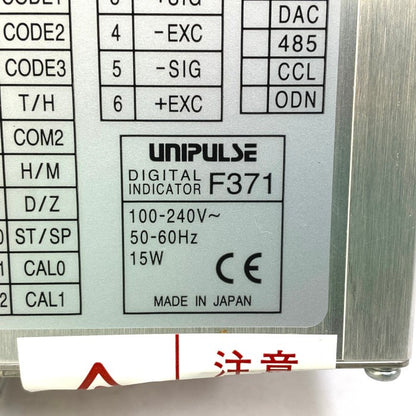 CODE2
CODE3
T/H
COM2
H/M
D/Z
ST/SP
CAL0
CAL1
+SIG
4 -EXC
5 -SIG
6 +EXC
DAC
485
CCL
ODN
UNIPULSE
DIGITAL INDICATOR F371
100-240V~
50-60Hz
15W
CE
MADE IN JAPAN
注意